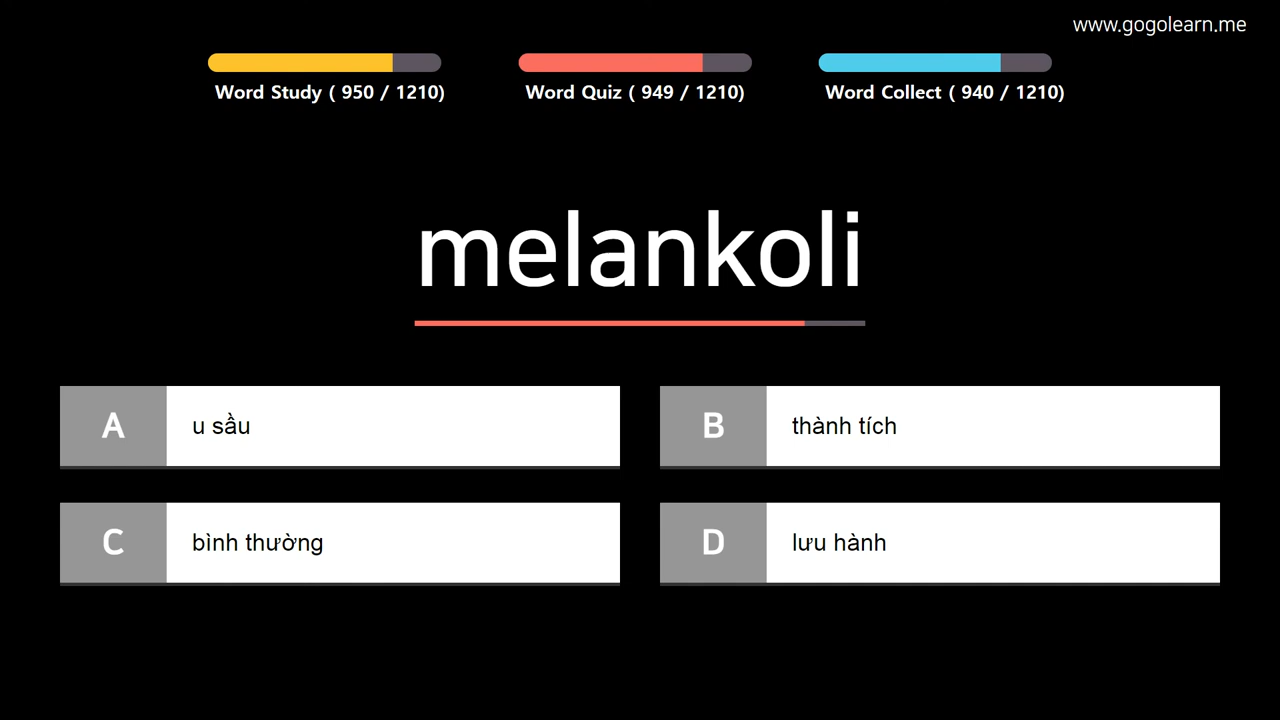 www.gogolearn.me
Word Study ( 950 / 1210)
Word Quiz ( 949 / 1210)
Word Collect ( 940 / 1210)
melankoli
A
u sầu
B
thành tích
C
bình thường
D
lưu hành